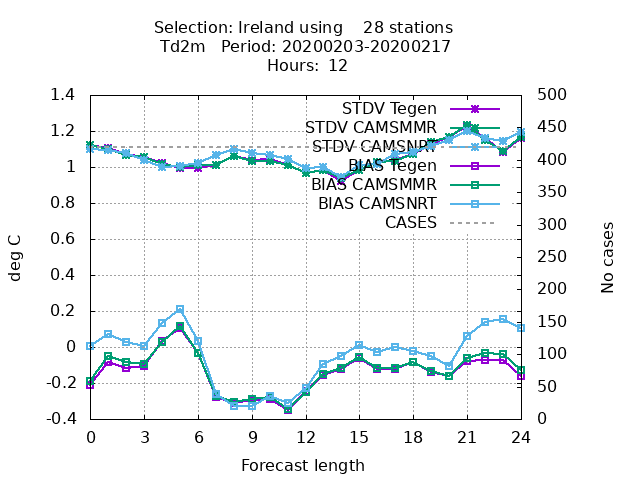 Selection: Ireland using    28 stations
Td2m   Period: 20200203-20200217
Hours:  12
1.4
1.2
1
0.8
0.6
0.4
0.2
0
-0.2
-0.4
deg C
STDV Tegen
STDV CAMSMMR
STDV CAMSNRT
BIAS Tegen
BIAS CAMSMMR
BIAS CAMSNRT
CASES
500
450
400
350
300
250
200
150
100
50
0
No cases
0 3 6 9 12 15 18 21 24
Forecast length